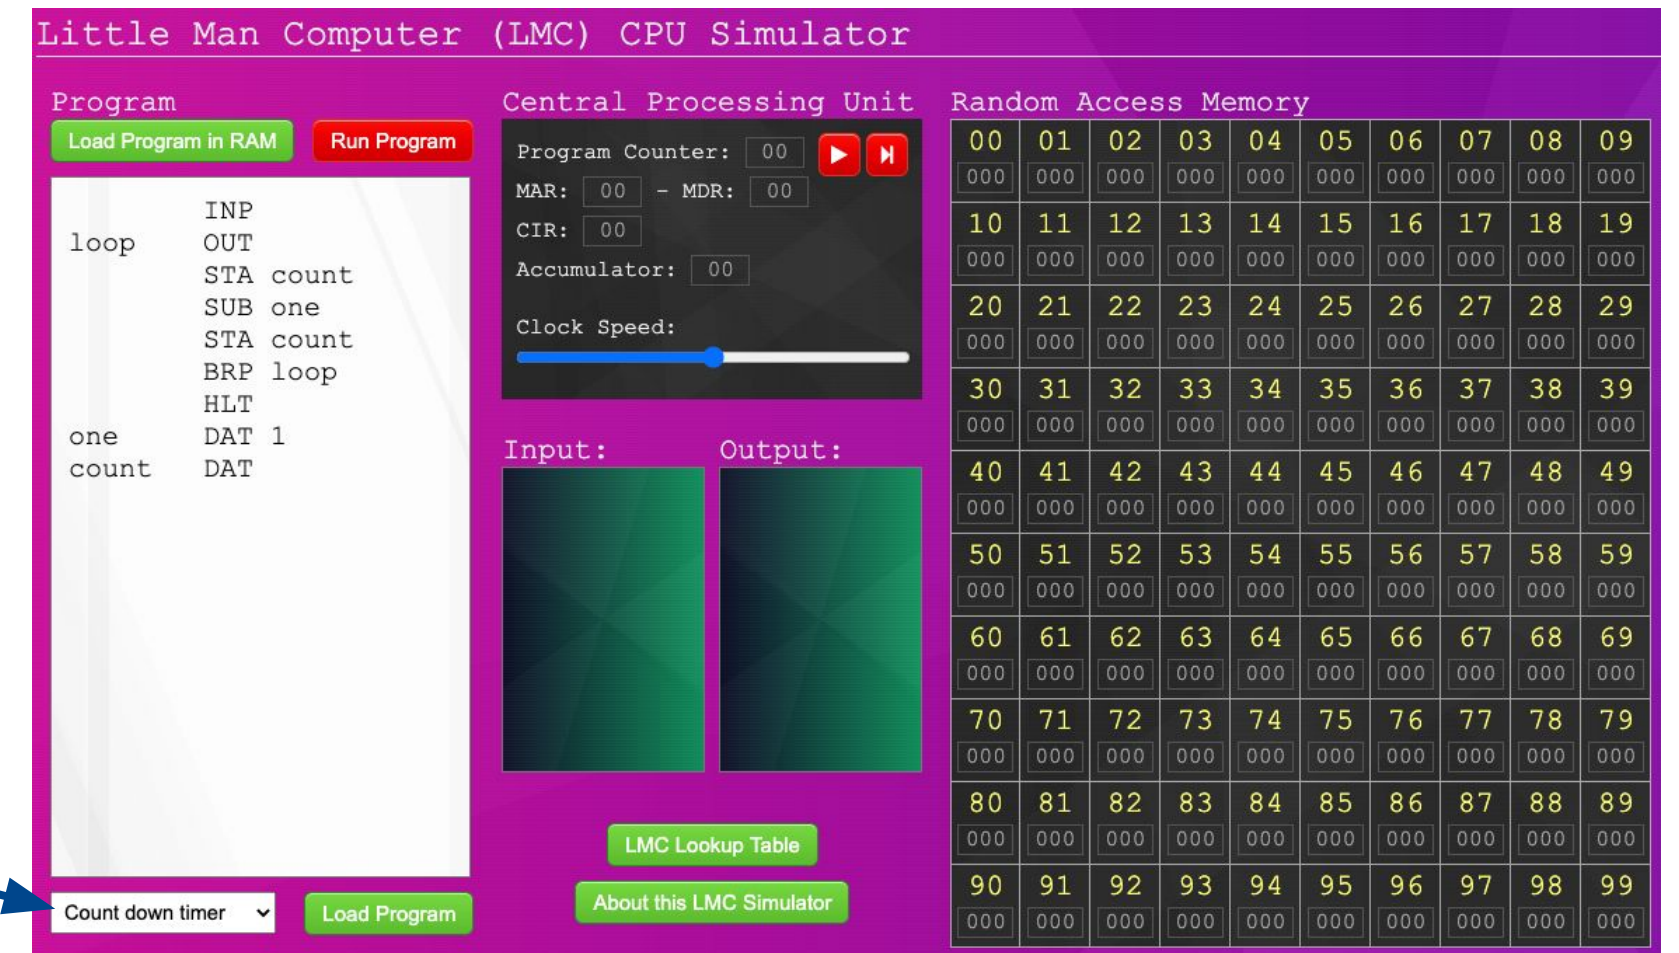 Little Man Computer (LMC) CPU Simulator
Program
Load Program in RAM
Run Program
INP
loop OUT
STA count
SUB one
STA count
BRP loop
HLT
one DAT 1
count DAT
Count down timer
Load Program
Central Processing Unit
Program Counter: 00
MAR: 00 - MDR: 00
CIR: 00
Accumulator: 00
Clock Speed:
Input: Output:
LMC Lookup Table
About this LMC Simulator
Random Access Memory
00 01 02 03 04 05 06 07 08 09
000 000 000 000 000 000 000 000 000 000
10 11 12 13 14 15 16 17 18 19
000 000 000 000 000 000 000 000 000 000
20 21 22 23 24 25 26 27 28 29
000 000 000 000 000 000 000 000 000 000
30 31 32 33 34 35 36 37 38 39
000 000 000 000 000 000 000 000 000 000
40 41 42 43 44 45 46 47 48 49
000 000 000 000 000 000 000 000 000 000
50 51 52 53 54 55 56 57 58 59
000 000 000 000 000 000 000 000 000 000
60 61 62 63 64 65 66 67 68 69
000 000 000 000 000 000 000 000 000 000
70 71 72 73 74 75 76 77 78 79
000 000 000 000 000 000 000 000 000 000
80 81 82 83 84 85 86 87 88 89
000 000 000 000 000 000 000 000 000 000
90 91 92 93 94 95 96 97 98 99
000 000 000 000 000 000 000 000 000 000